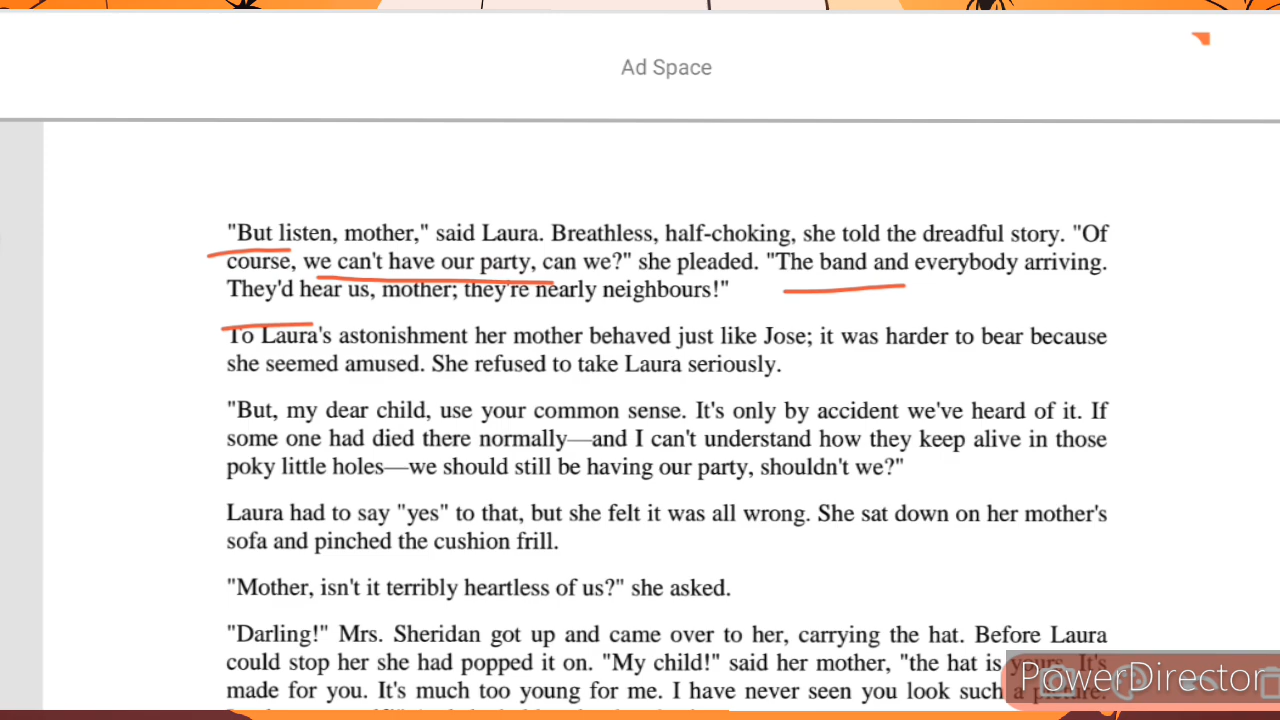 Ad Space
"But listen, mother," said Laura. Breathless, half-choking, she told the dreadful story. "Of
course, we can't have our party, can we?" she pleaded. "The band and everybody arriving.
They'd hear us, mother; they're nearly neighbours!"
To Laura's astonishment her mother behaved just like Jose; it was harder to bear because
she seemed amused. She refused to take Laura seriously.
"But, my dear child, use your common sense. It's only by accident we've heard of it. If
some one had died there normally—and I can't understand how they keep alive in those
poky little holes—we should still be having our party, shouldn't we?"
Laura had to say "yes" to that, but she felt it was all wrong. She sat down on her mother's
sofa and pinched the cushion frill.
"Mother, isn't it terribly heartless of us?" she asked.
"Darling!" Mrs. Sheridan got up and came over to her, carrying the hat. Before Laura
could stop her she had popped it on. "My child!" said her mother, "the hat is yours. It's
made for you. It's much too young for me. I have never seen you look such a picture.
PowerDirector